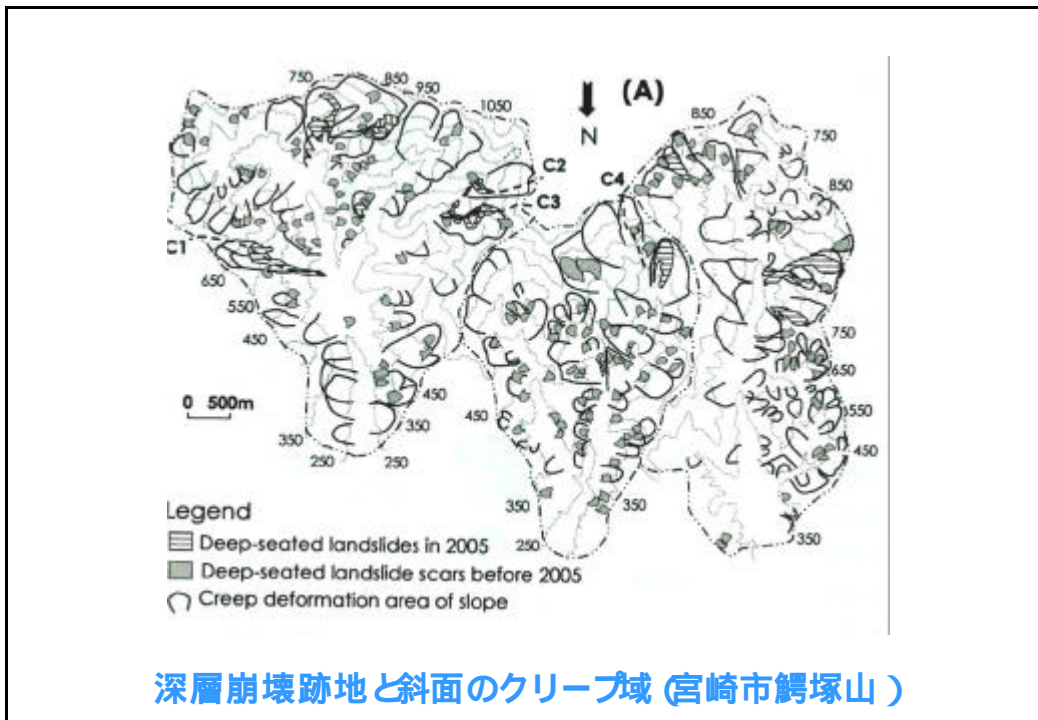 750
850
950
1050
(A)
N
850
750
850
C2
C3
C4
C1
650
550
450
750
650
550
450
0 500m
450
450
350
350
350
250
250
350
350
250
350
Legend
Deep-seated landslides in 2005
Deep-seated landslide scars before 2005
Creep deformation area of slope
深層崩壊跡地と斜面のクリープ域(宮崎市鰐塚山)